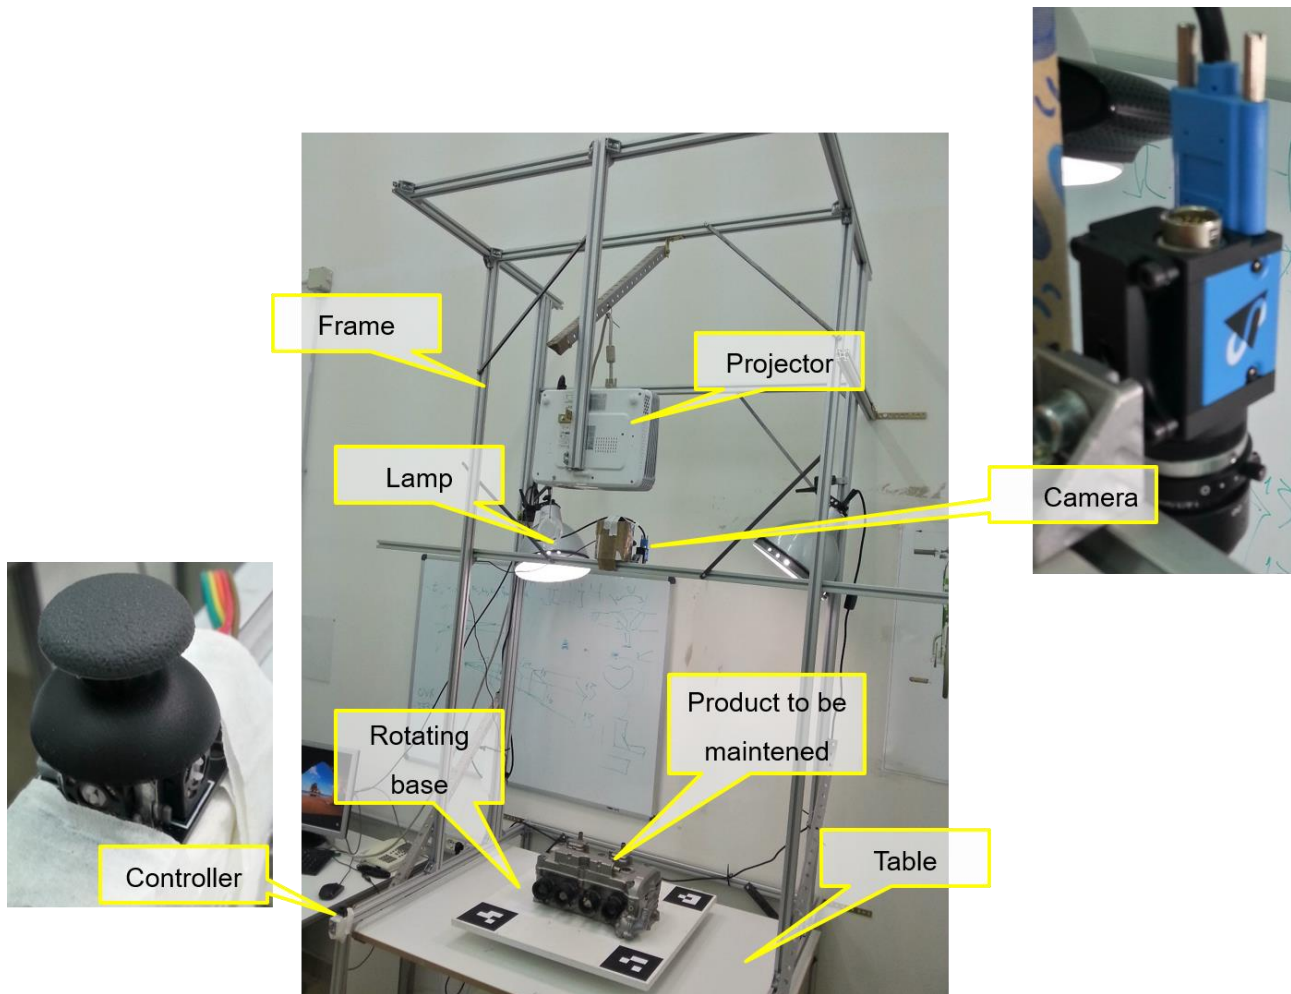 Frame
Projector
Lamp
Camera
Product to be
maintened
Rotating
base
Table
Controller